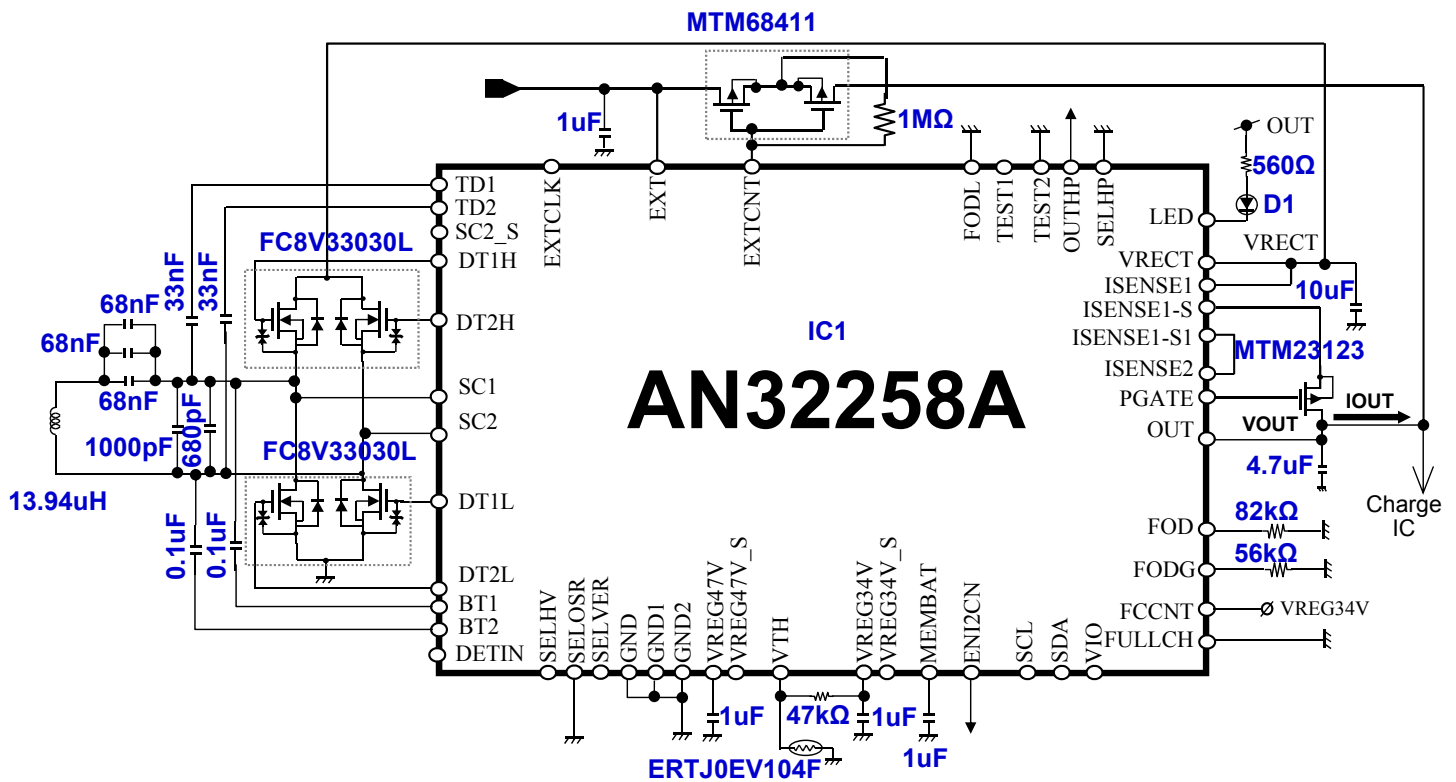 MTM68411
1uF
1MΩ
OUT
560Ω
D1
EXTCLK
EXT
EXTCNT
FODL
TEST1
TEST2
OUTHP
SELHP
TD1
TD2
SC2_S
DT1H
DT2H
SC1
SC2
DT1L
DT2L
BT1
BT2
DETIN
FC8V33030L
33nF
33nF
68nF
68nF
68nF
1000pF
680pF
FC8V33030L
13.94uH
0.1uF
0.1uF
IC1
AN32258A
LED
VRECT
VRECT
ISENSE1
ISENSE1-S
ISENSE1-S1
ISENSE2
PGATE
OUT
10uF
MTM23123
IOUT
VOUT
4.7uF
Charge
IC
FOD
82kΩ
FODG
56kΩ
FCCNT
VREG34V
FULLCH
SELHV
SELOSR
SELVER
GND
GND1
GND2
VREG47V
VREG47V_S
VTH
VREG34V
VREG34V_S
MEMBAT
ENI2CN
SCL
SDA
VIO
1uF
47kΩ
1uF
1uF
ERTJ0EV104F